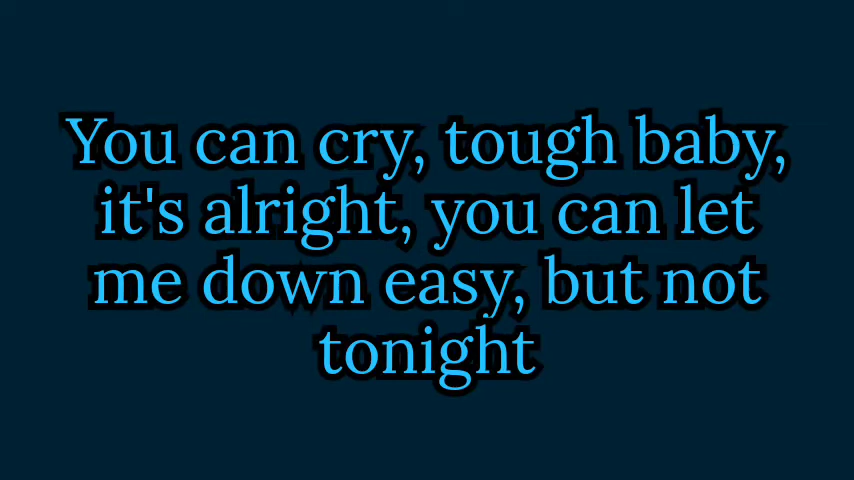 You can cry, tough baby,
it's alright, you can let
me down easy, but not
tonight